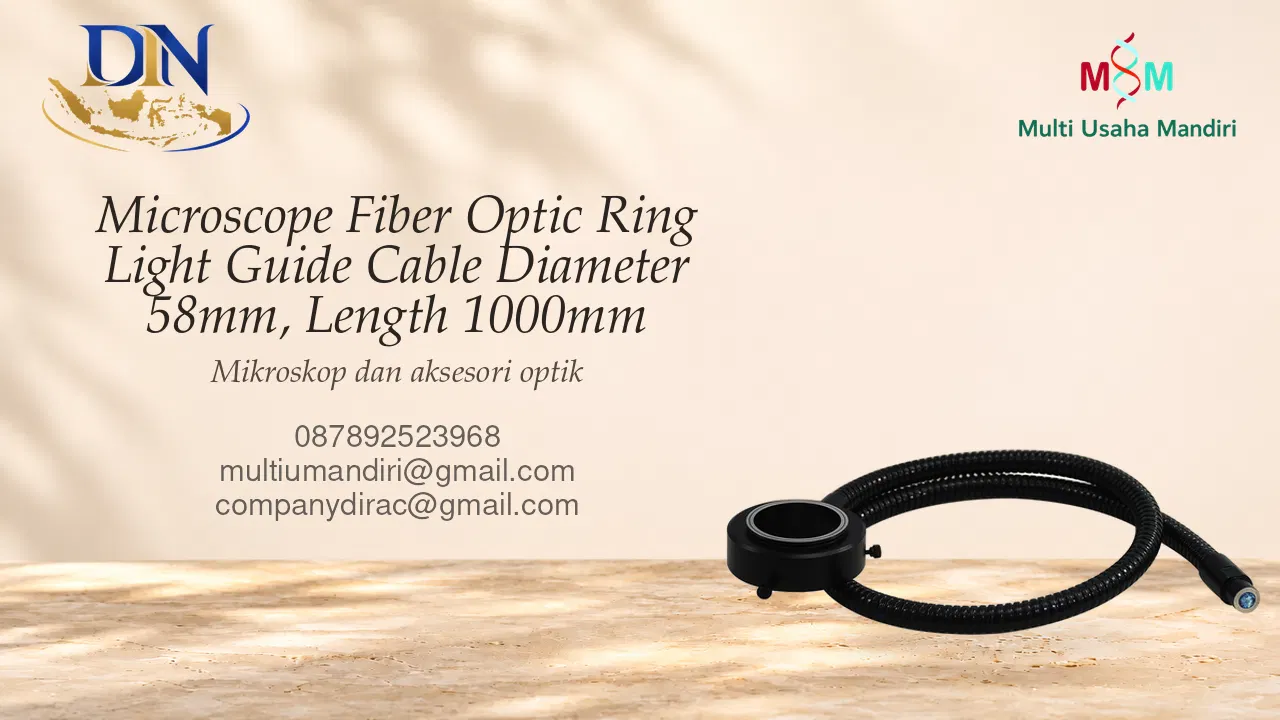 DIN
MSM
Multi Usaha Mandiri
Microscope Fiber Optic Ring
Light Guide Cable Diameter
58mm, Length 1000mm
Mikroskop dan aksesori optik
087892523968
multiumandiri@gmail.com
companydirac@gmail.com